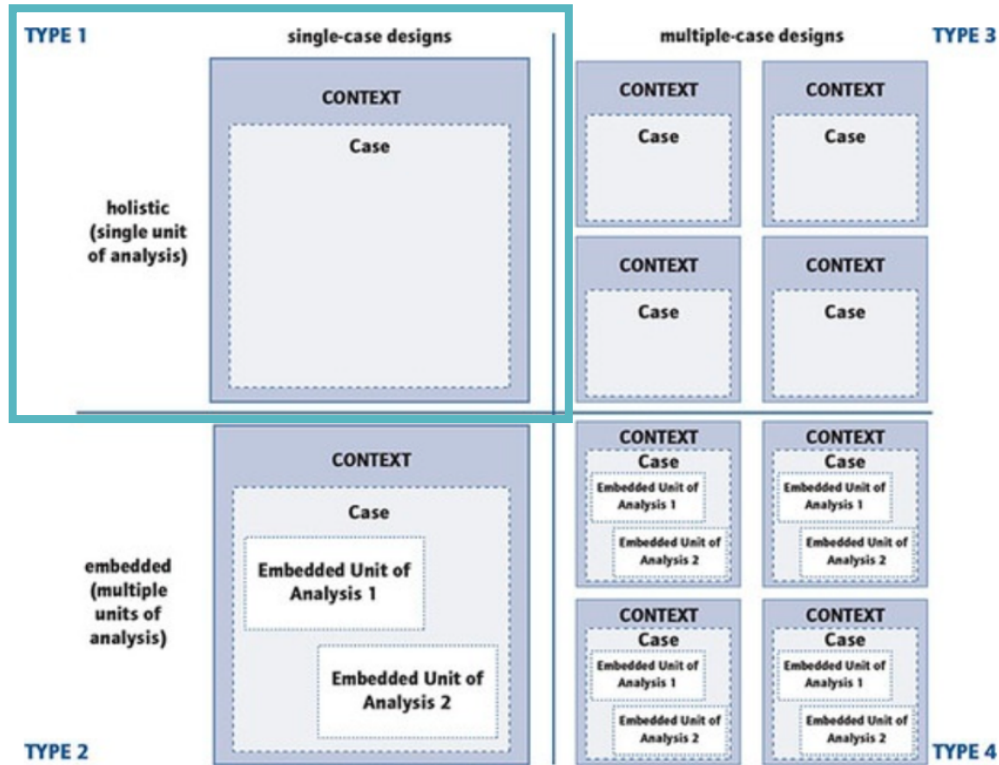 TYPE 1
single-case designs
multiple-case designs
TYPE 3
CONTEXT
Case
holistic
(single unit
of analysis)
CONTEXT
Case
CONTEXT
Case
CONTEXT
Case
CONTEXT
Case
CONTEXT
Case
Embedded Unit of
Analysis 1
Embedded Unit of
Analysis 2
embedded
(multiple
units of
analysis)
CONTEXT
Case
Embedded Unit of
Analysis 1
Embedded Unit of
Analysis 2
CONTEXT
Case
Embedded Unit of
Analysis 1
Embedded Unit of
Analysis 2
CONTEXT
Case
Embedded Unit of
Analysis 1
Embedded Unit of
Analysis 2
CONTEXT
Case
Embedded Unit of
Analysis 1
Embedded Unit of
Analysis 2
TYPE 2
TYPE 4